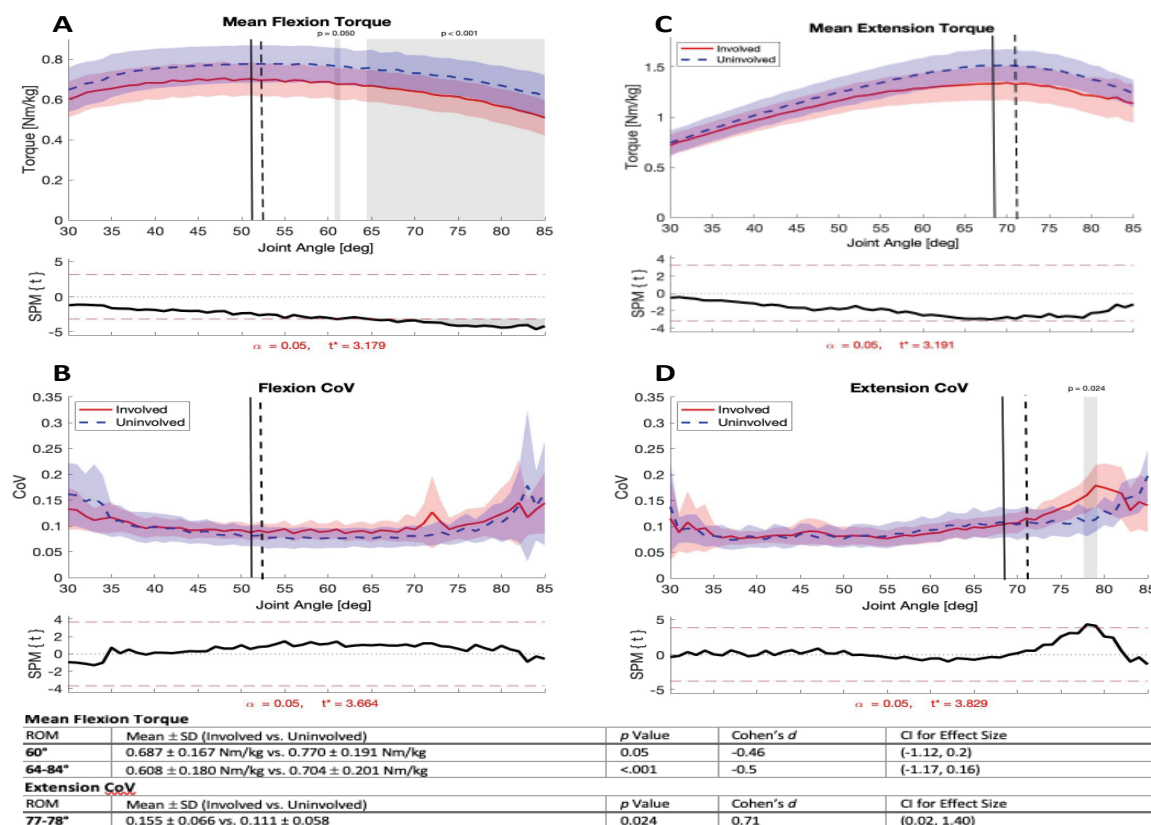 A
Mean Flexion Torque
p = 0.050
p < 0.001
Torque [Nm/kg]
0.8
0.6
0.4
0.2
0
30 35 40 45 50 55 60 65 70 75 80 85
Joint Angle [deg]
SPM { t }
5
0
-5
α = 0.05, t* = 3.179
C
Mean Extension Torque
Involved
Uninvolved
Torque [Nm/kg]
1.5
1
0.5
0
30 35 40 45 50 55 60 65 70 75 80 85
Joint Angle [deg]
SPM { t }
4
2
0
-2
-4
α = 0.05, t* = 3.191
B
Flexion CoV
Involved
Uninvolved
CoV
0.35
0.3
0.25
0.2
0.15
0.1
0.05
0
30 35 40 45 50 55 60 65 70 75 80 85
Joint Angle [deg]
SPM { t }
4
2
0
-2
-4
α = 0.05, t* = 3.664
D
Extension CoV
p = 0.024
Involved
Uninvolved
CoV
0.35
0.3
0.25
0.2
0.15
0.1
0.05
0
30 35 40 45 50 55 60 65 70 75 80 85
Joint Angle [deg]
SPM { t }
5
0
-5
α = 0.05, t* = 3.829
Mean Flexion Torque
ROM Mean ± SD (Involved vs. Uninvolved) p Value Cohen's d CI for Effect Size
60° 0.687 ± 0.167 Nm/kg vs. 0.770 ± 0.191 Nm/kg 0.05 -0.46 (-1.12, 0.2)
64-84° 0.608 ± 0.180 Nm/kg vs. 0.704 ± 0.201 Nm/kg <.001 -0.5 (-1.17, 0.16)
Extension CoV
ROM Mean ± SD (Involved vs. Uninvolved) p Value Cohen's d CI for Effect Size
77-78° 0.155 ± 0.066 vs. 0.111 ± 0.058 0.024 0.71 (0.02, 1.40)